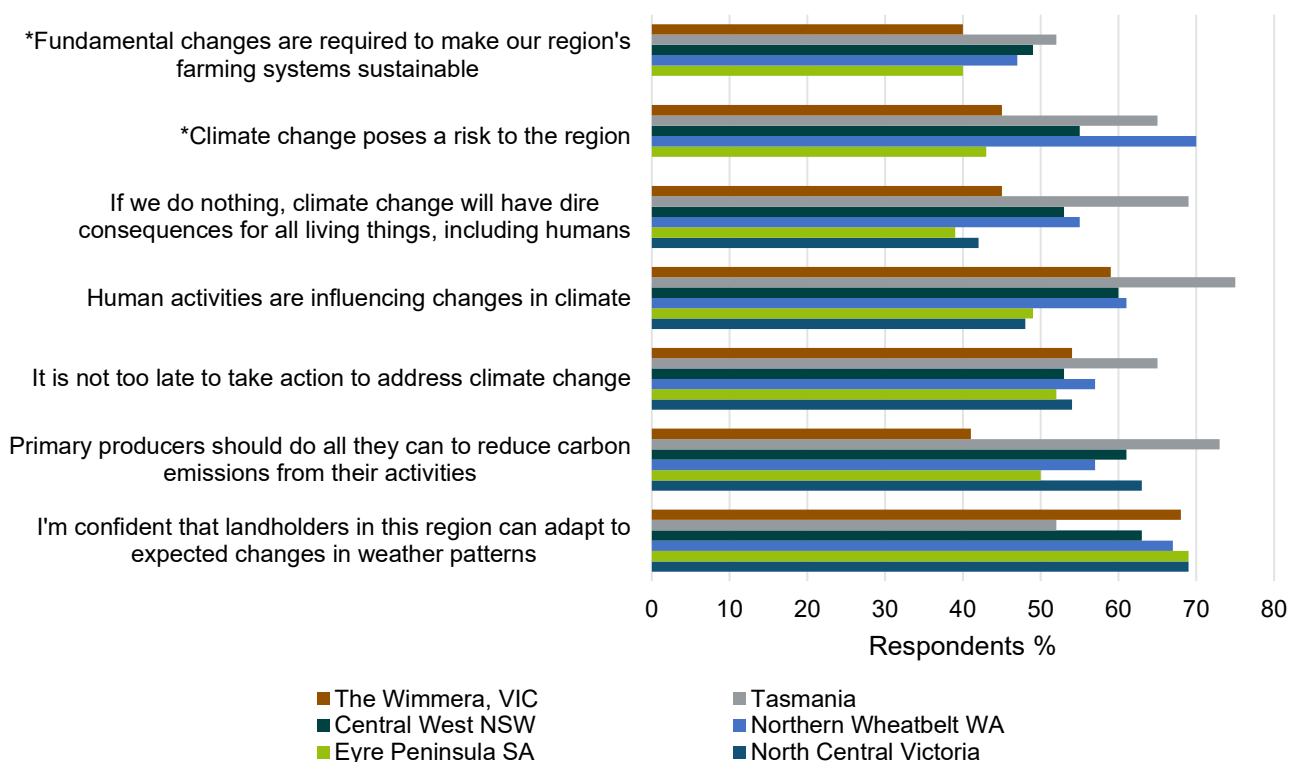 *Fundamental changes are required to make our region's
farming systems sustainable
*Climate change poses a risk to the region
If we do nothing, climate change will have dire
consequences for all living things, including humans
Human activities are influencing changes in climate
It is not too late to take action to address climate change
Primary producers should do all they can to reduce carbon
emissions from their activities
I'm confident that landholders in this region can adapt to
expected changes in weather patterns
0 10 20 30 40 50 60 70 80
Respondents %
The Wimmera, VIC
Tasmania
Central West NSW
Northern Wheatbelt WA
Eyre Peninsula SA
North Central Victoria